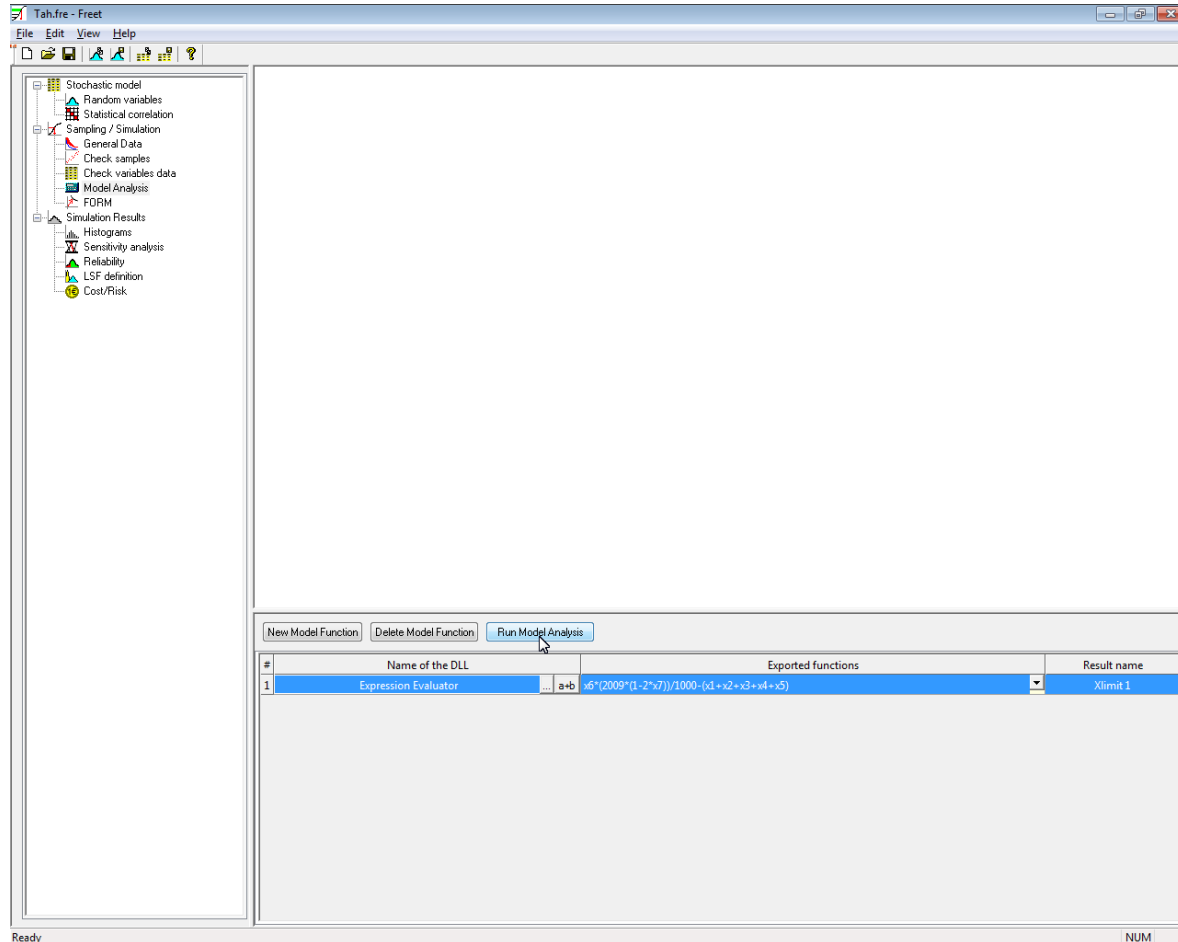 Tah.fre - Freet
File Edit View Help
Stochastic model
Random variables
Statistical correlation
Sampling / Simulation
General Data
Check samples
Check variables data
Model Analysis
FORM
Simulation Results
Histograms
Sensitivity analysis
Reliability
LSF definition
Cost/Risk
New Model Function Delete Model Function Run Model Analysis
# Name of the DLL Exported functions Result name
1 Expression Evaluator ... a+b x6*(2009*(1-2*x7))/1000-(x1+x2+x3+x4+x5) Xlimit 1
Ready NUM